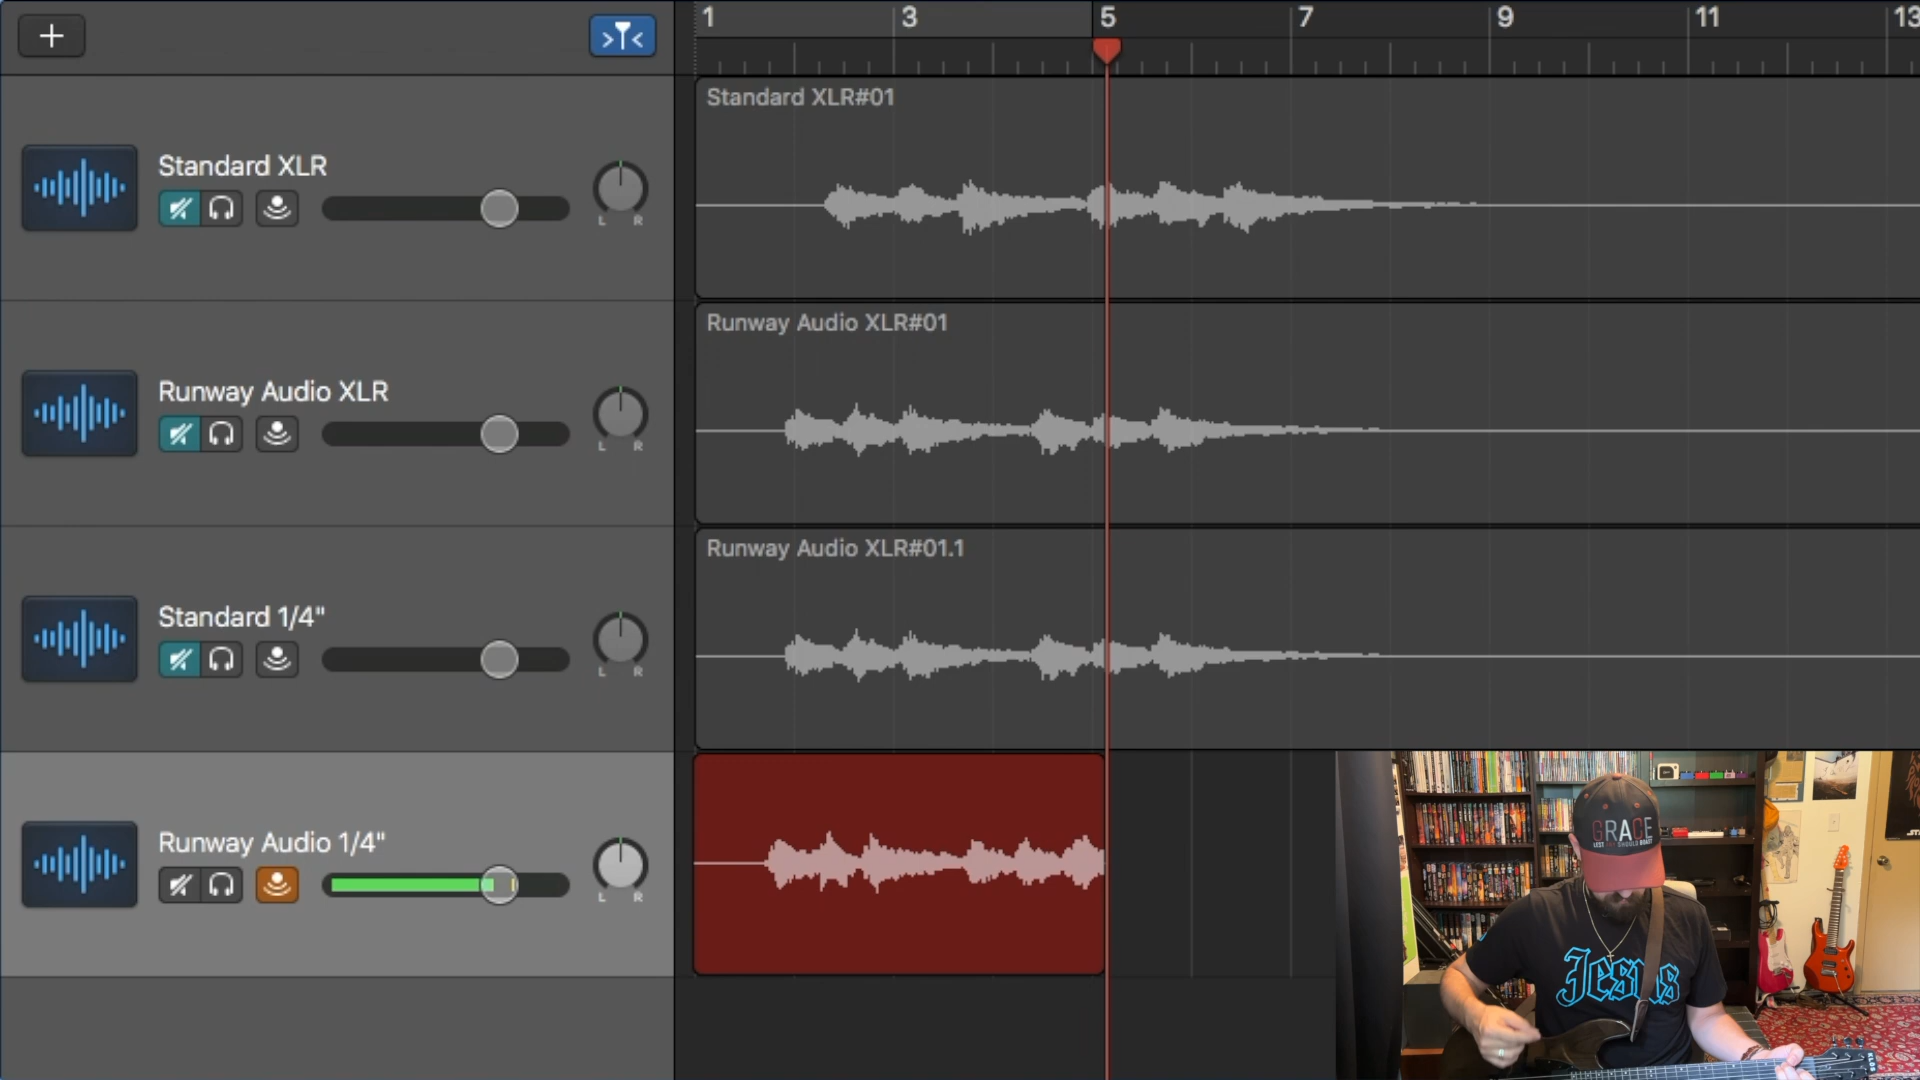 1 3 5 7 9 11 13
Standard XLR#01
Standard XLR
L R
Runway Audio XLR#01
Runway Audio XLR
L R
Runway Audio XLR#01.1
Standard 1/4"
L R
Runway Audio 1/4"
L R
GRACE
Jesus